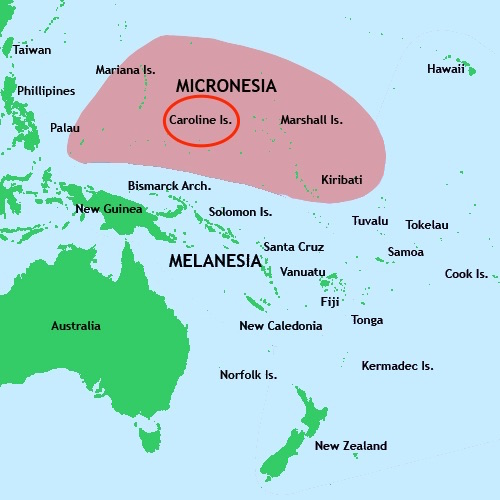 Taiwan
Mariana Is.
Hawaii
MICRONESIA
Phillipines
Caroline Is.
Marshall Is.
Palau
Kiribati
Bismarck Arch.
New Guinea
Solomon Is.
Tuvalu
Tokelau
Santa Cruz
Samoa
MELANESIA
Vanuatu
Cook Is.
Fiji
Tonga
Australia
New Caledonia
Kermadec Is.
Norfolk Is.
New Zealand